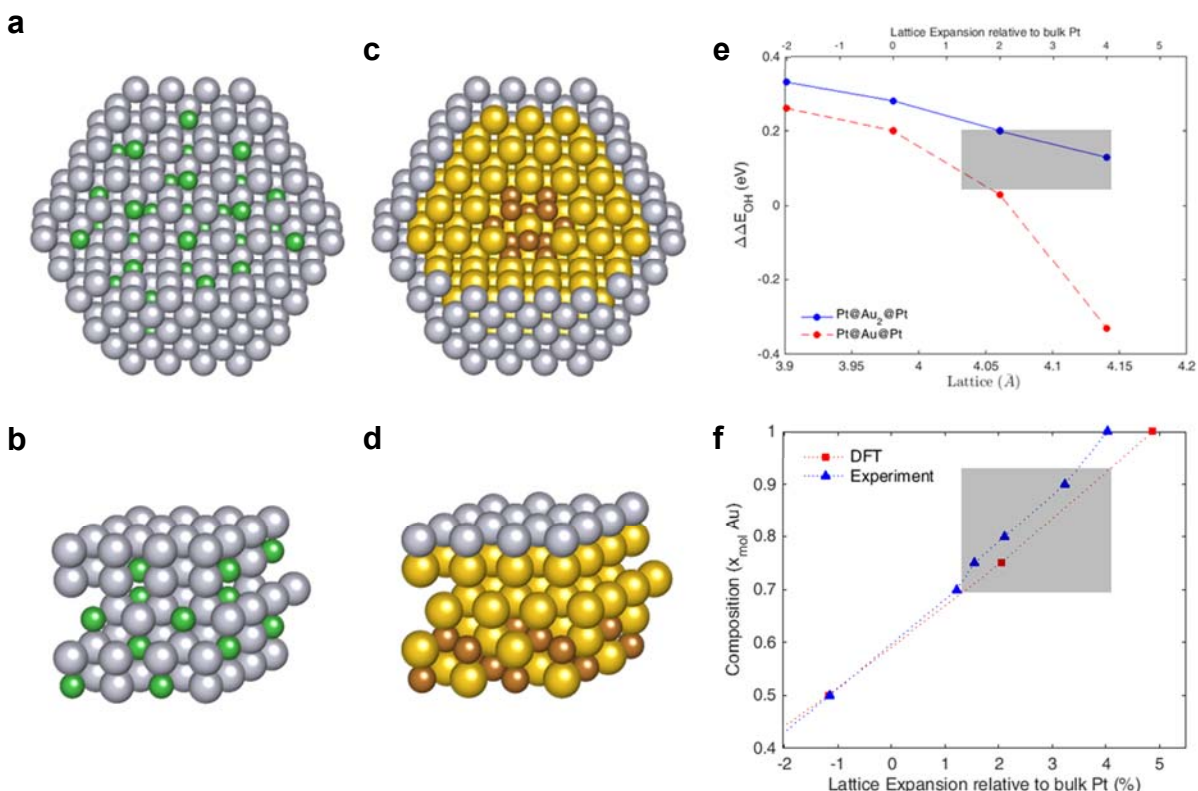 a
c
e
Lattice Expansion relative to bulk Pt
-2 -1 0 1 2 3 4 5
0.4
0.2
0
-0.2
-0.4
ΔΔE_OH (eV)
Pt@Au₂@Pt
Pt@Au@Pt
3.9 3.95 4 4.05 4.1 4.15 4.2
Lattice (Å)
b
d
f
1
0.9
0.8
0.7
0.6
0.5
0.4
Composition (x_mol Au)
DFT
Experiment
-2 -1 0 1 2 3 4 5
Lattice Expansion relative to bulk Pt (%)